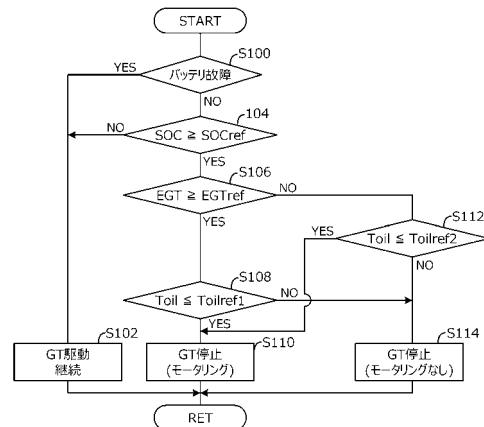 START
S100
YES
バッテリ故障
NO
104
NO
SOC ≧ SOCref
YES
S106
EGT ≧ EGTref
NO
YES
S112
YES
Toil ≦ Toilref2
NO
S108
Toil ≦ Toilref1
NO
YES
S102
GT駆動
継続
S110
GT停止
(モータリング)
S114
GT停止
(モータリングなし)
RET